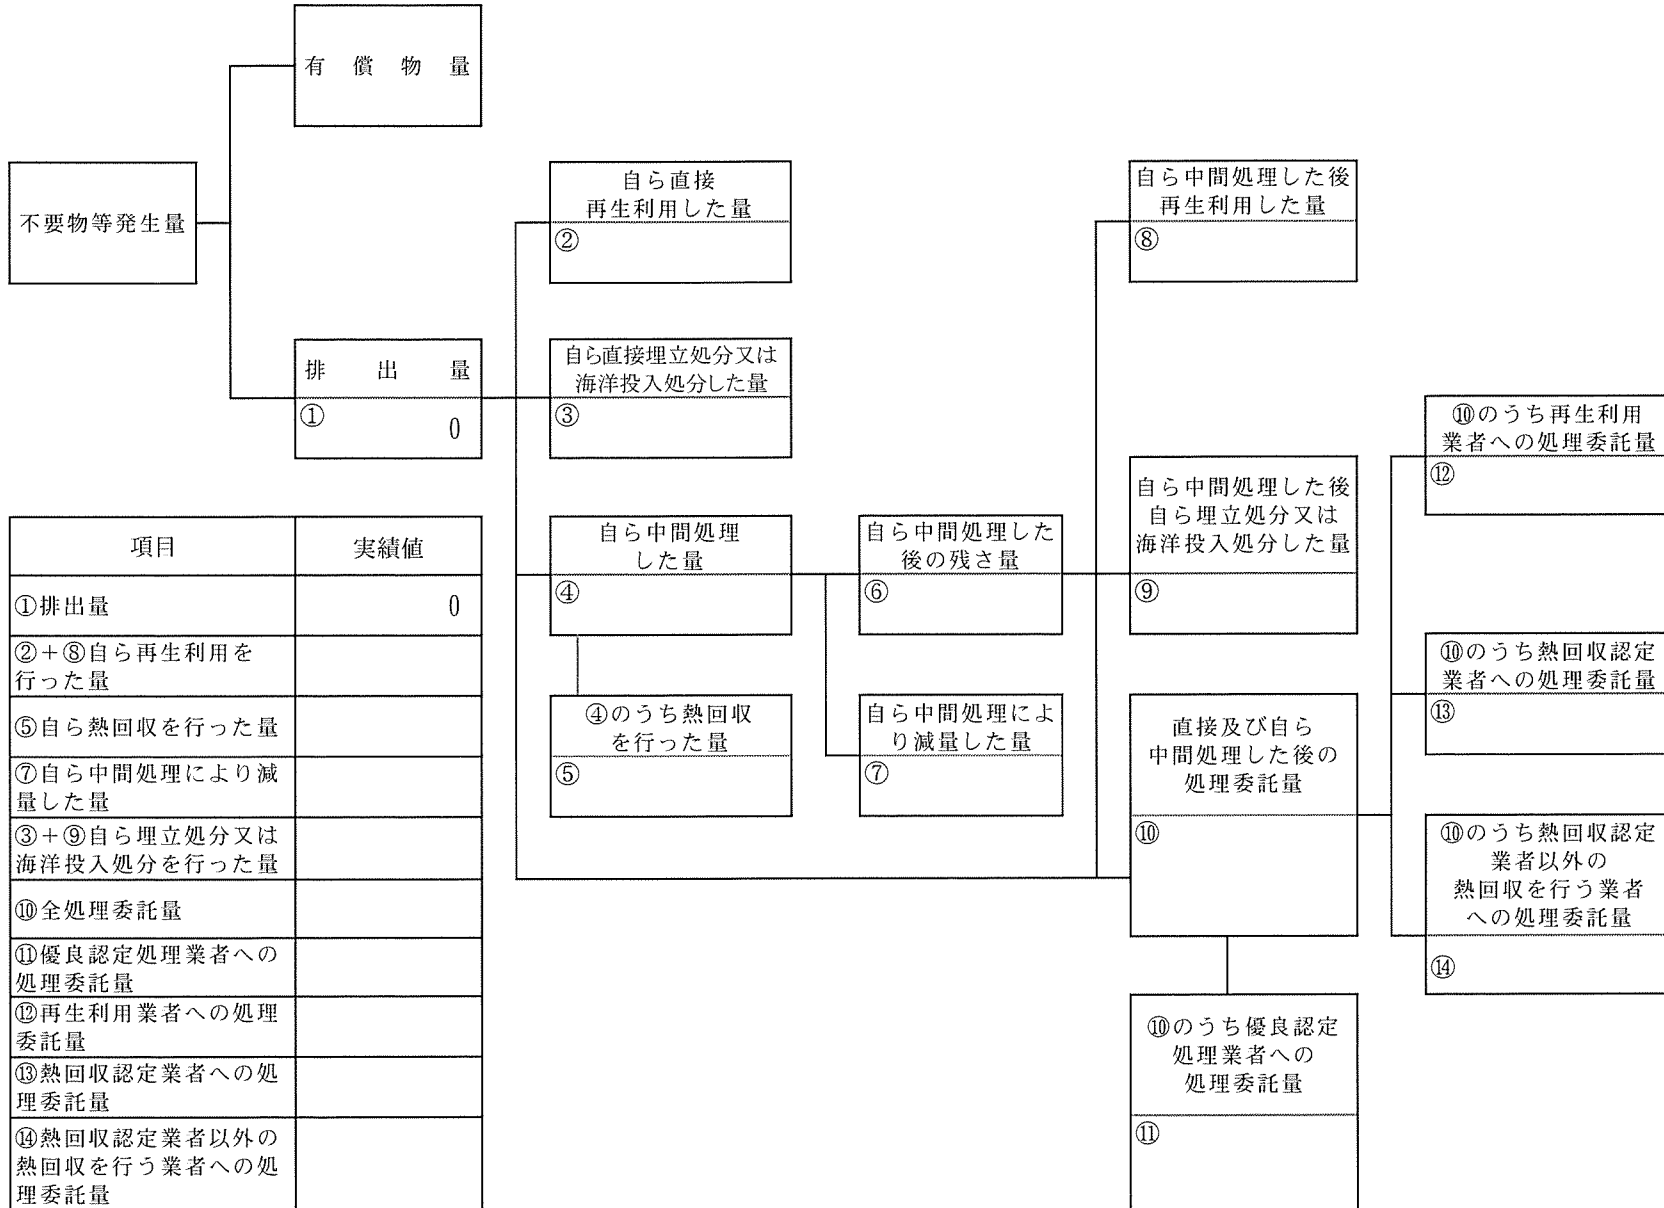 有償物量
不要物等発生量
排出量
①
0
自ら直接
再生利用した量
②
自ら直接埋立処分又は
海洋投入処分した量
③
自ら中間処理
した量
④
④のうち熱回収
を行った量
⑤
自ら中間処理した
後の残さ量
⑥
自ら中間処理によ
り減量した量
⑦
自ら中間処理した後
再生利用した量
⑧
自ら中間処理した後
自ら埋立処分又は
海洋投入処分した量
⑨
直接及び自ら
中間処理した後の
処理委託量
⑩
⑩のうち優良認定
処理業者への
処理委託量
⑪
⑩のうち再生利用
業者への処理委託量
⑫
⑩のうち熱回収認定
業者への処理委託量
⑬
⑩のうち熱回収認定
業者以外の
熱回収を行う業者
への処理委託量
⑭
項目 実績値
①排出量 0
②+⑧自ら再生利用を
行った量
⑤自ら熱回収を行った量
⑦自ら中間処理により減
量した量
③+⑨自ら埋立処分又は
海洋投入処分を行った量
⑩全処理委託量
⑪優良認定処理業者への
処理委託量
⑫再生利用業者への処理
委託量
⑬熱回収認定業者への処
理委託量
⑭熱回収認定業者以外の
熱回収を行う業者への処
理委託量